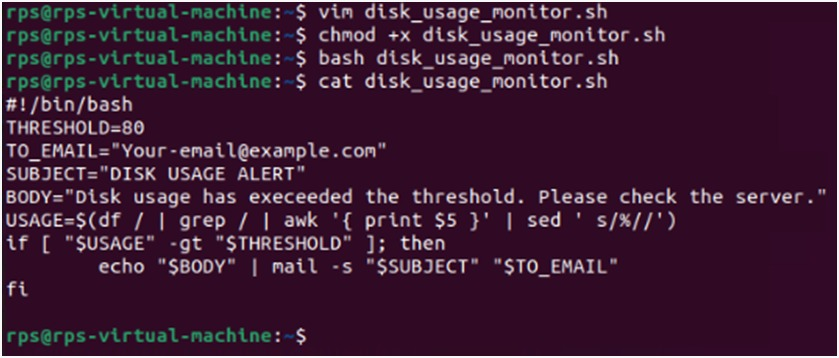 rps@rps-virtual-machine:~$ vim disk_usage_monitor.sh
rps@rps-virtual-machine:~$ chmod +x disk_usage_monitor.sh
rps@rps-virtual-machine:~$ bash disk_usage_monitor.sh
rps@rps-virtual-machine:~$ cat disk_usage_monitor.sh
#!/bin/bash
THRESHOLD=80
TO_EMAIL="Your-email@example.com"
SUBJECT="DISK USAGE ALERT"
BODY="Disk usage has execeeded the threshold. Please check the server."
USAGE=$(df / | grep / | awk '{ print $5 }' | sed ' s/%//')
if [ "$USAGE" -gt "$THRESHOLD" ]; then
        echo "$BODY" | mail -s "$SUBJECT" "$TO_EMAIL"
fi
rps@rps-virtual-machine:~$